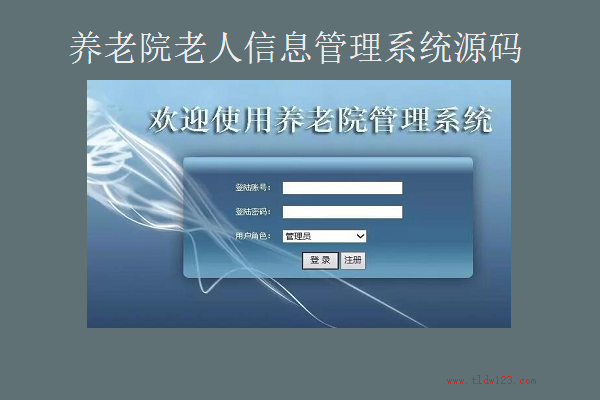 养老院老人信息管理系统源码
欢迎使用养老院管理系统
登陆账号：
登陆密码：
用户角色： 管理员
登 录 注册
www.tldw123.com